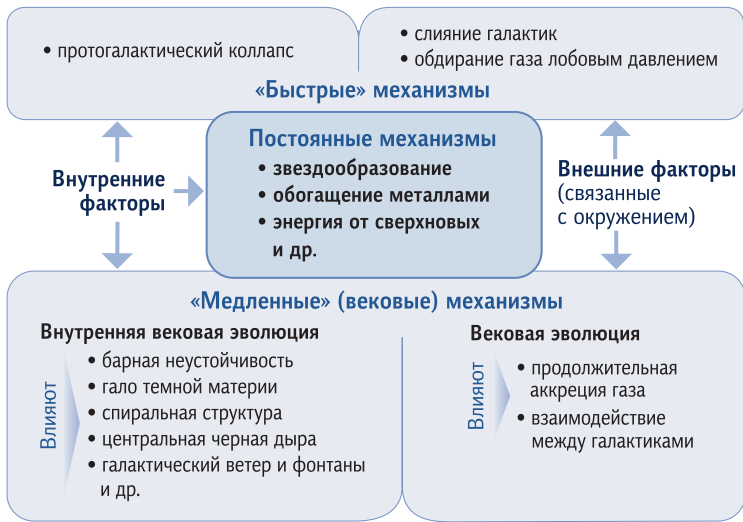 • протогалактический коллапс
• слияние галактик
• обдирание газа лобовым давлением
«Быстрые» механизмы
Постоянные механизмы
• звездообразование
• обогащение металлами
• энергия от сверхновых
и др.
Внутренние
факторы
Внешние факторы
(связанные
с окружением)
«Медленные» (вековые) механизмы
Внутренняя вековая эволюция
Влияют
• барная неустойчивость
• гало темной материи
• спиральная структура
• центральная черная дыра
• галактический ветер и фонтаны
и др.
Вековая эволюция
Влияют
• продолжительная
аккреция газа
• взаимодействие
между галактиками